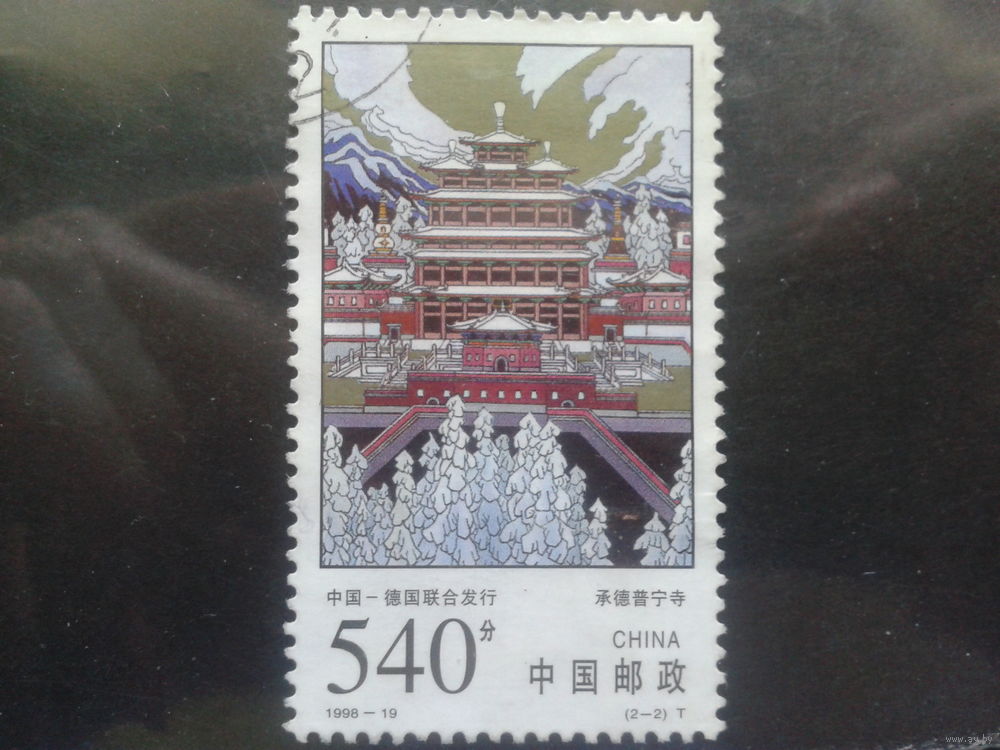 2
中国－德国联合发行 承德普宁寺
540分 CHINA
中国邮政
1998－19 (2－2) T
www.ay.by